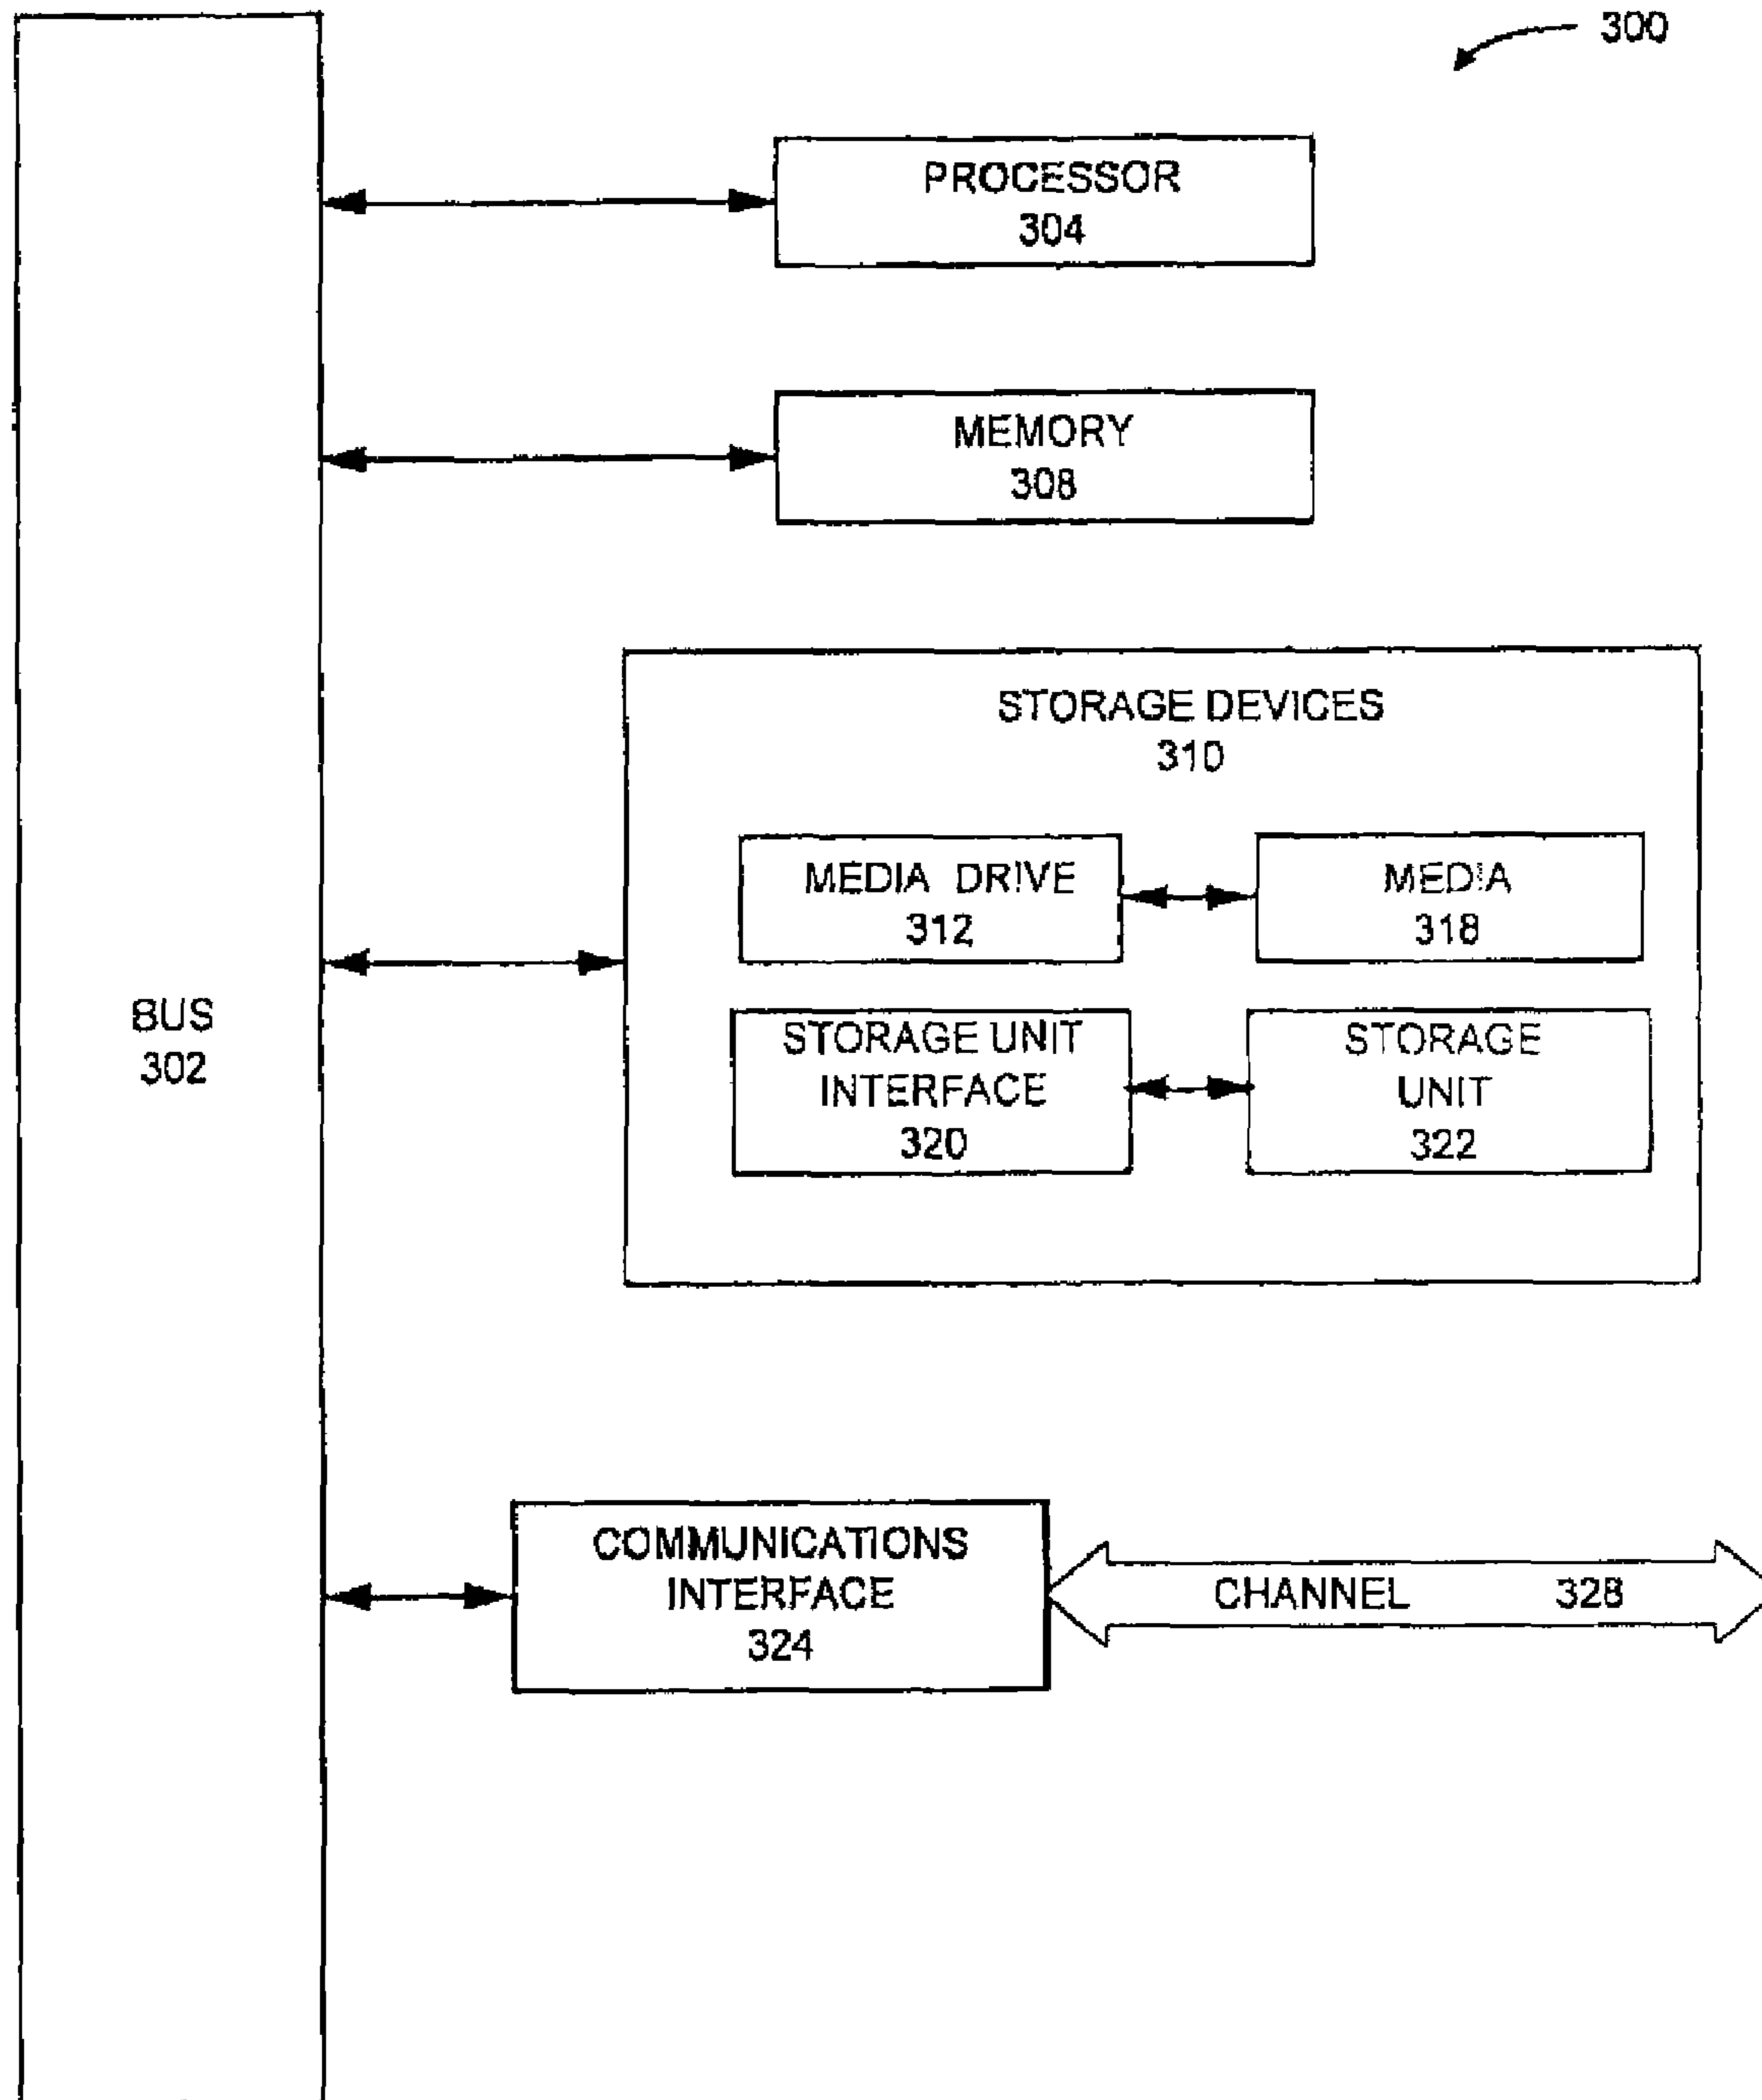 300
PROCESSOR
304
MEMORY
308
STORAGE DEVICES
310
MEDIA DRIVE
312
MEDIA
318
BUS
302
STORAGE UNIT
INTERFACE
320
STORAGE
UNIT
322
COMMUNICATIONS
INTERFACE
324
CHANNEL 328